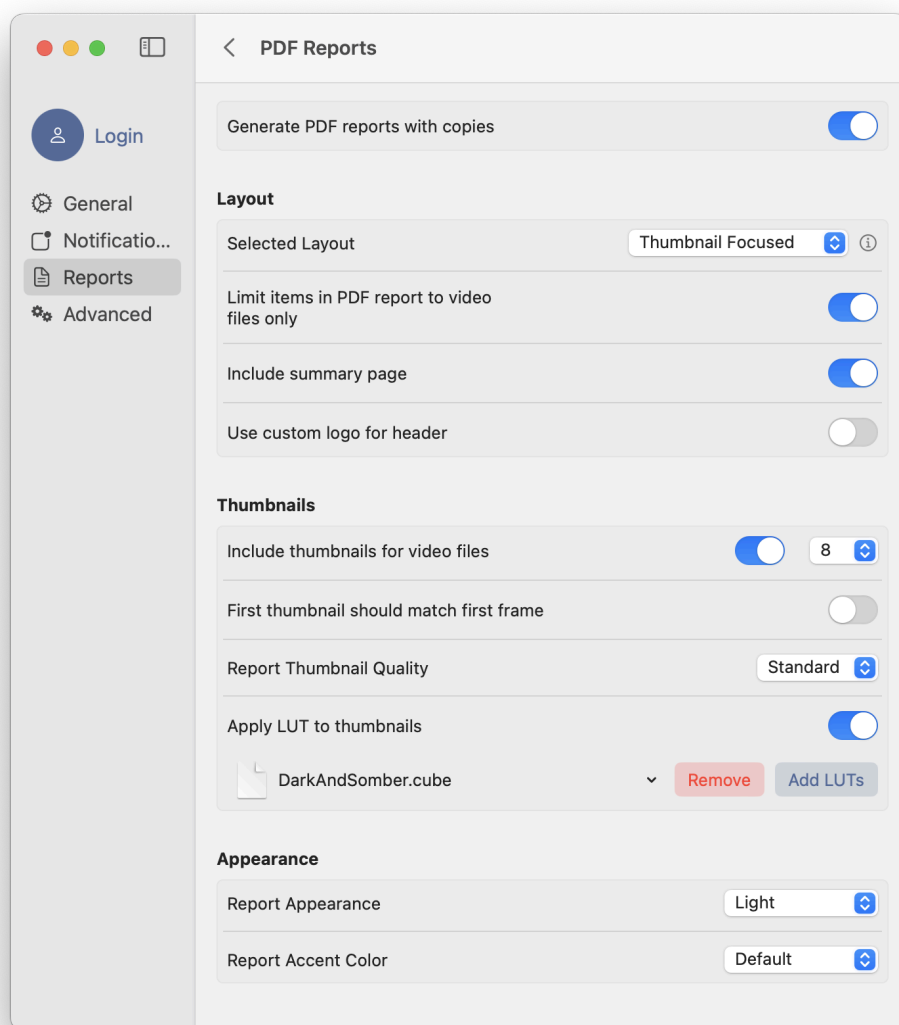 PDF Reports
Login
General
Notificatio...
Reports
Advanced
Generate PDF reports with copies
Layout
Selected Layout Thumbnail Focused
Limit items in PDF report to video
files only
Include summary page
Use custom logo for header
Thumbnails
Include thumbnails for video files 8
First thumbnail should match first frame
Report Thumbnail Quality Standard
Apply LUT to thumbnails
DarkAndSomber.cube Remove Add LUTs
Appearance
Report Appearance Light
Report Accent Color Default